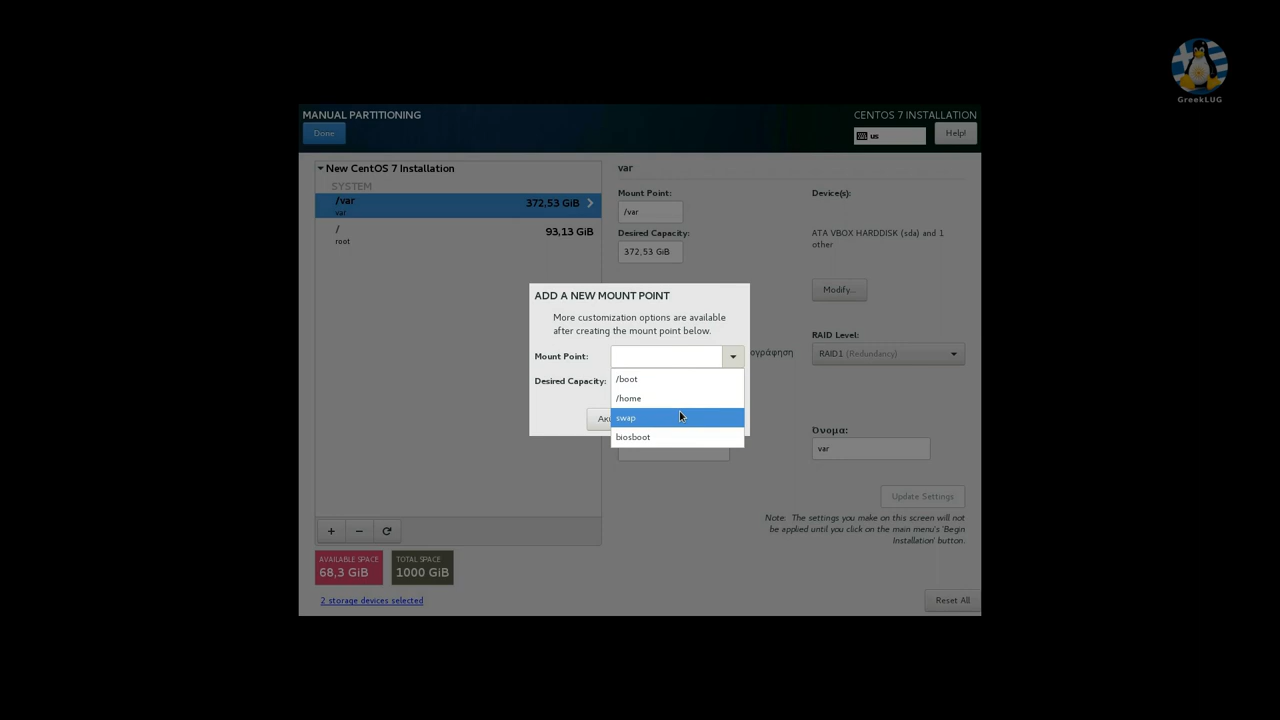 GreekLUG
MANUAL PARTITIONING
CENTOS 7 INSTALLATION
Done
us
Help!
New CentOS 7 Installation
SYSTEM
/var
372,53 GiB
var
/
93,13 GiB
root
var
Mount Point:
/var
Desired Capacity:
372,53 GiB
Device(s):
ATA VBOX HARDDISK (sda) and 1
other
Modify...
RAID Level:
RAID1 (Redundancy)
Όνομα:
var
Update Settings
Note: The settings you make on this screen will not
be applied until you click on the main menu's 'Begin
Installation' button.
ADD A NEW MOUNT POINT
More customization options are available
after creating the mount point below.
Mount Point:
Desired Capacity:
/boot
/home
swap
biosboot
AVAILABLE SPACE
68,3 GiB
TOTAL SPACE
1000 GiB
2 storage devices selected
Reset All